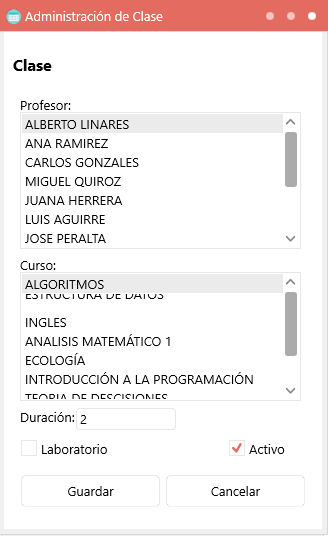 Administración de Clase
Clase
Profesor:
ALBERTO LINARES
ANA RAMIREZ
CARLOS GONZALES
MIGUEL QUIROZ
JUANA HERRERA
LUIS AGUIRRE
JOSE PERALTA
Curso:
ALGORITMOS
ESTRUCTURA DE DATOS
INGLES
ANALISIS MATEMÁTICO 1
ECOLOGÍA
INTRODUCCIÓN A LA PROGRAMACIÓN
TEORIA DE DESCISIONES
Duración: 2
Laboratorio Activo
Guardar Cancelar